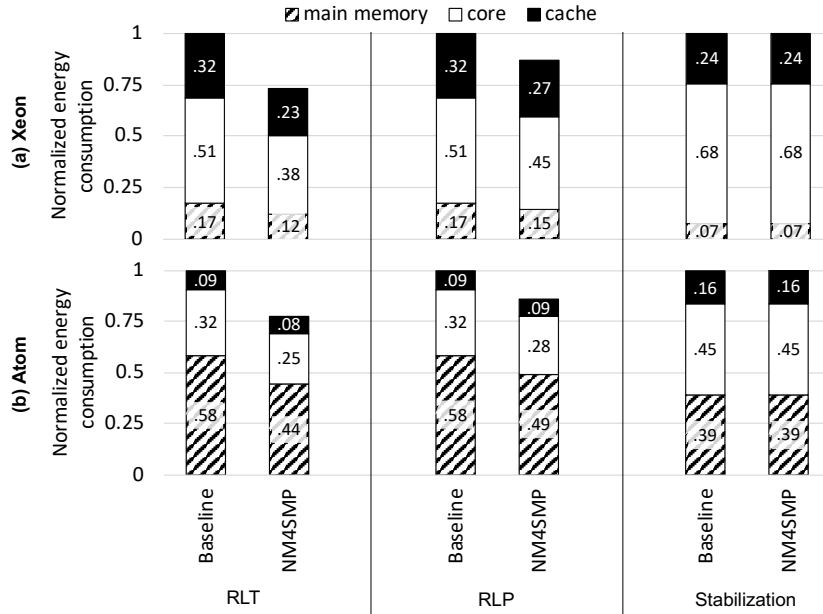 main memory core cache
(a) Xeon
Normalized energy
consumption
1
0.75
0.5
0.25
0
.32
.51
.17
.23
.38
.12
.32
.51
.17
.27
.45
.15
.24
.68
.07
.24
.68
.07
(b) Atom
Normalized energy
consumption
1
0.75
0.5
0.25
0
.09
.32
.58
.08
.25
.44
.09
.32
.58
.09
.28
.49
.16
.45
.39
.16
.45
.39
Baseline
NM4SMP
Baseline
NM4SMP
Baseline
NM4SMP
RLT
RLP
Stabilization